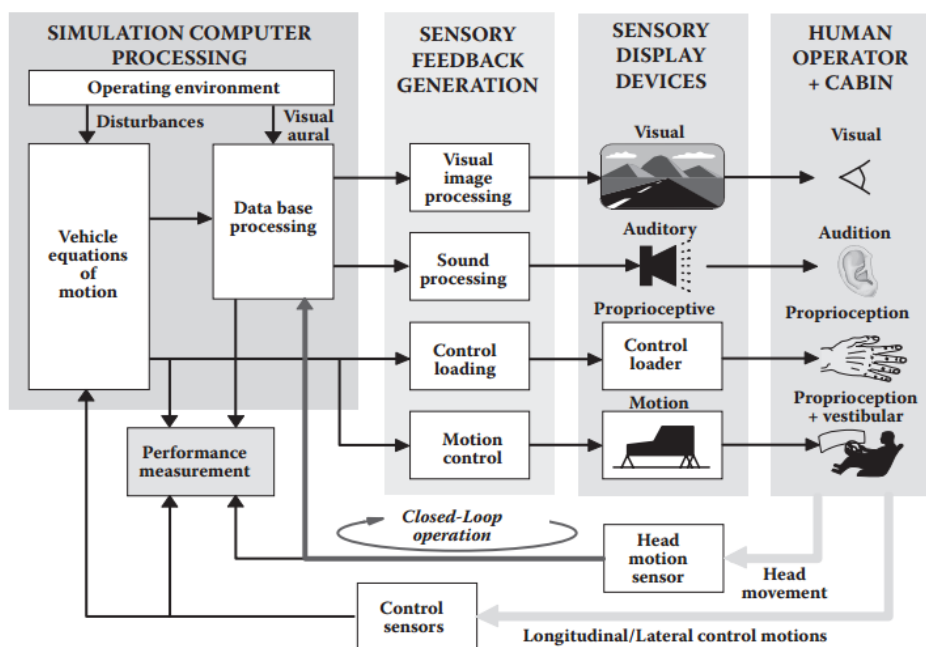 SIMULATION COMPUTER
PROCESSING
SENSORY
FEEDBACK
GENERATION
SENSORY
DISPLAY
DEVICES
HUMAN
OPERATOR
+ CABIN
Operating environment
Disturbances
Visual
aural
Vehicle
equations
of
motion
Data base
processing
Visual
image
processing
Visual
Visual
Sound
processing
Auditory
Audition
Control
loading
Proprioceptive
Control
loader
Proprioception
Motion
control
Motion
Proprioception
+ vestibular
Performance
measurement
Closed-Loop
operation
Head
motion
sensor
Head
movement
Control
sensors
Longitudinal/Lateral control motions